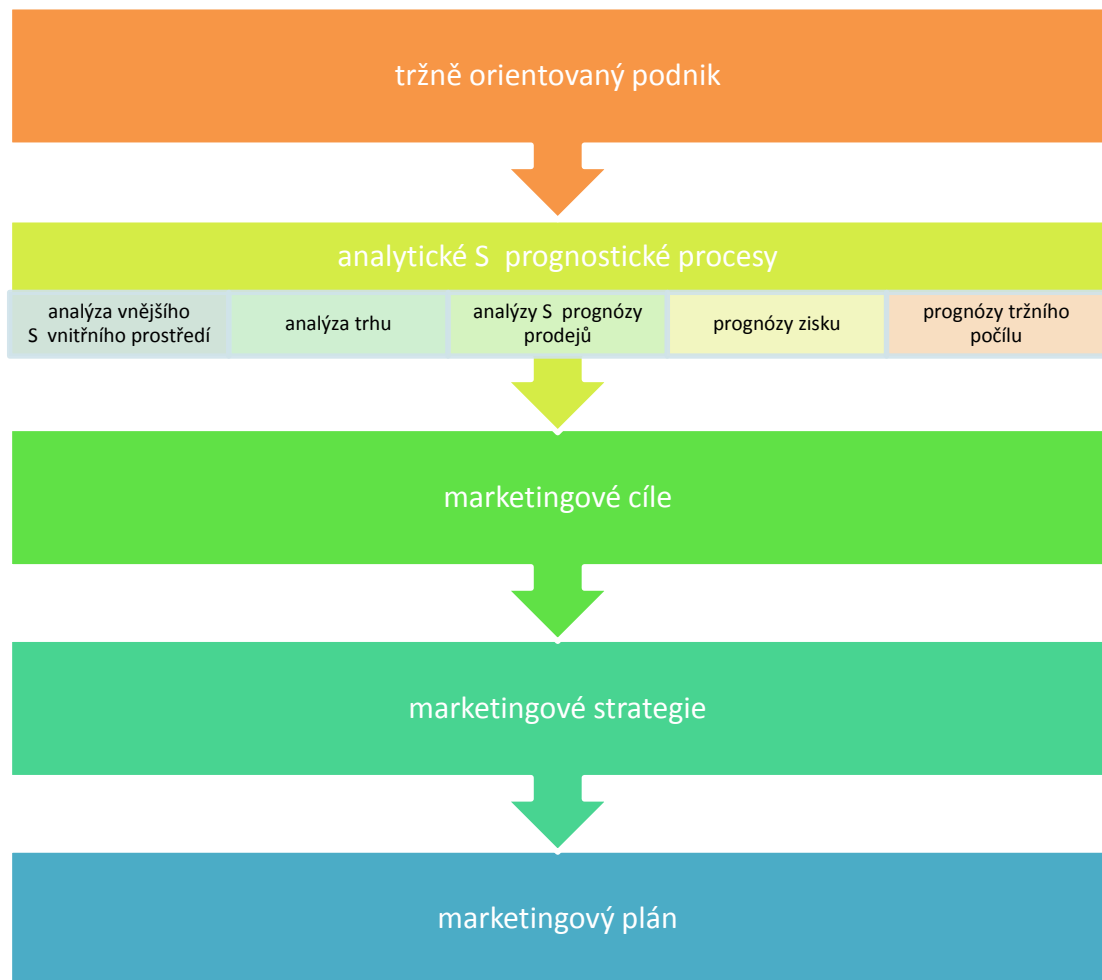 tržně orientovaný podnik
analytické S prognostické procesy
analýza vnějšího
S vnitřního prostředí
analýza trhu
analýzy S prognózy
prodejů
prognózy zisku
prognózy tržního
počílu
marketingové cíle
marketingové strategie
marketingový plán